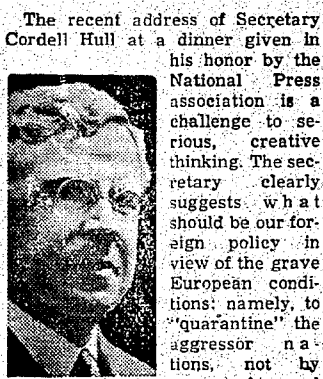 The recent address of Secretary
Cordell Hull at a dinner given in
his honor by the
National Press
association is a
challenge to se-
rious, creative
thinking. The sec-
retary clearly
suggests what
should be our for-
eign policy in
view of the grave
European condi-
tions: namely, to
"quarantine" the
aggressor na-
tions, not by